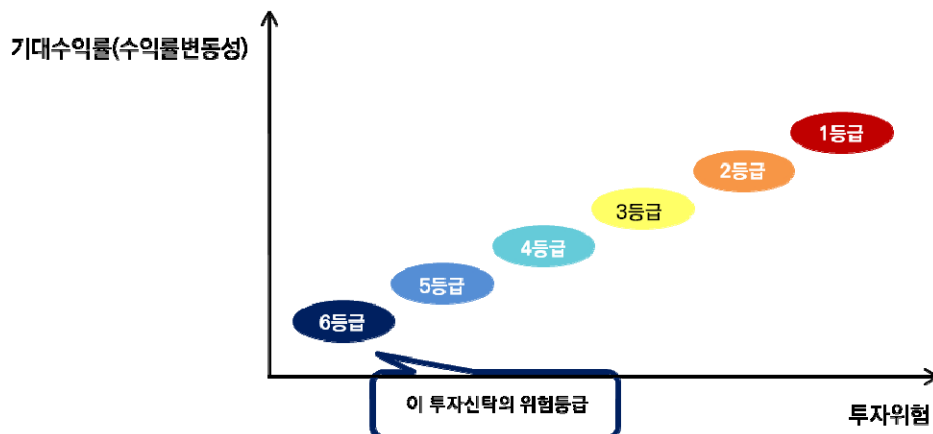 기대수익률(수익률변동성)
1등급
2등급
3등급
4등급
5등급
6등급
이 투자신탁의 위험등급
투자위험